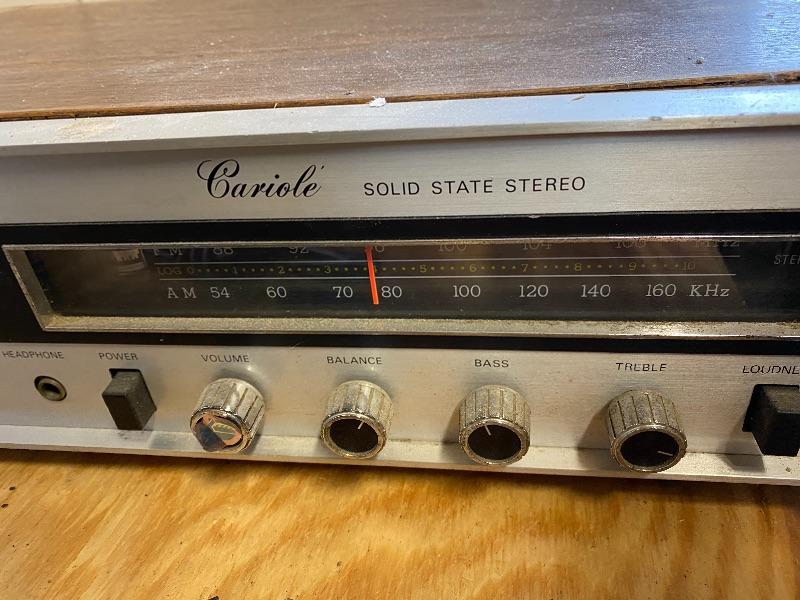 Cariole'
SOLID STATE STEREO
FM 88 92 100 104 108 MHz
LOG 0 1 2 3 5 6 7 8 9 10
AM 54 60 70 80 100 120 140 160 KHz
HEADPHONE POWER VOLUME BALANCE BASS TREBLE